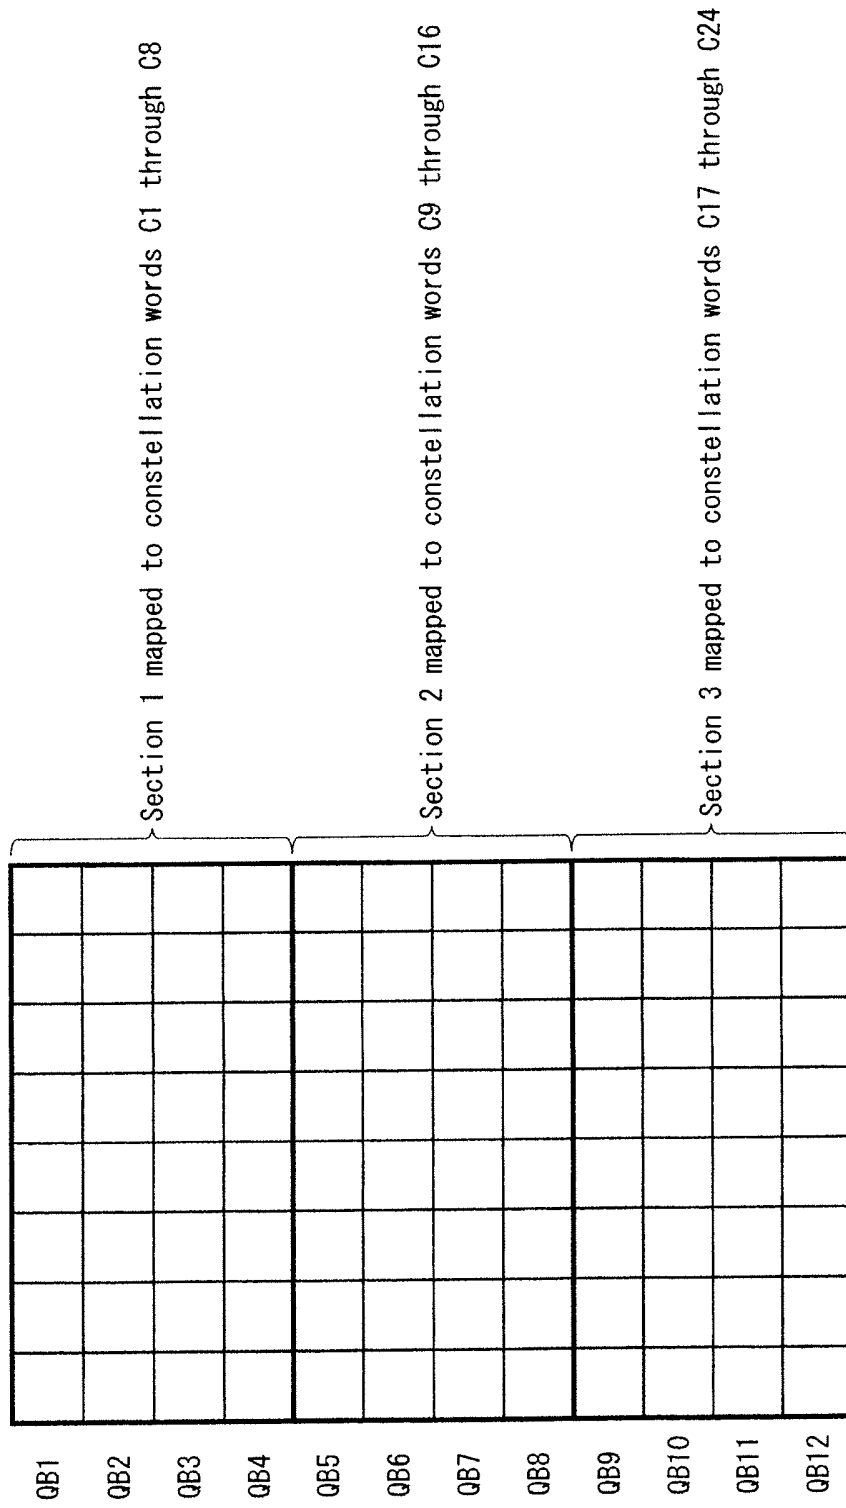 QB1
QB2
QB3
QB4
QB5
QB6
QB7
QB8
QB9
QB10
QB11
QB12
Section 1 mapped to constellation words C1 through C8
Section 2 mapped to constellation words C9 through C16
Section 3 mapped to constellation words C17 through C24